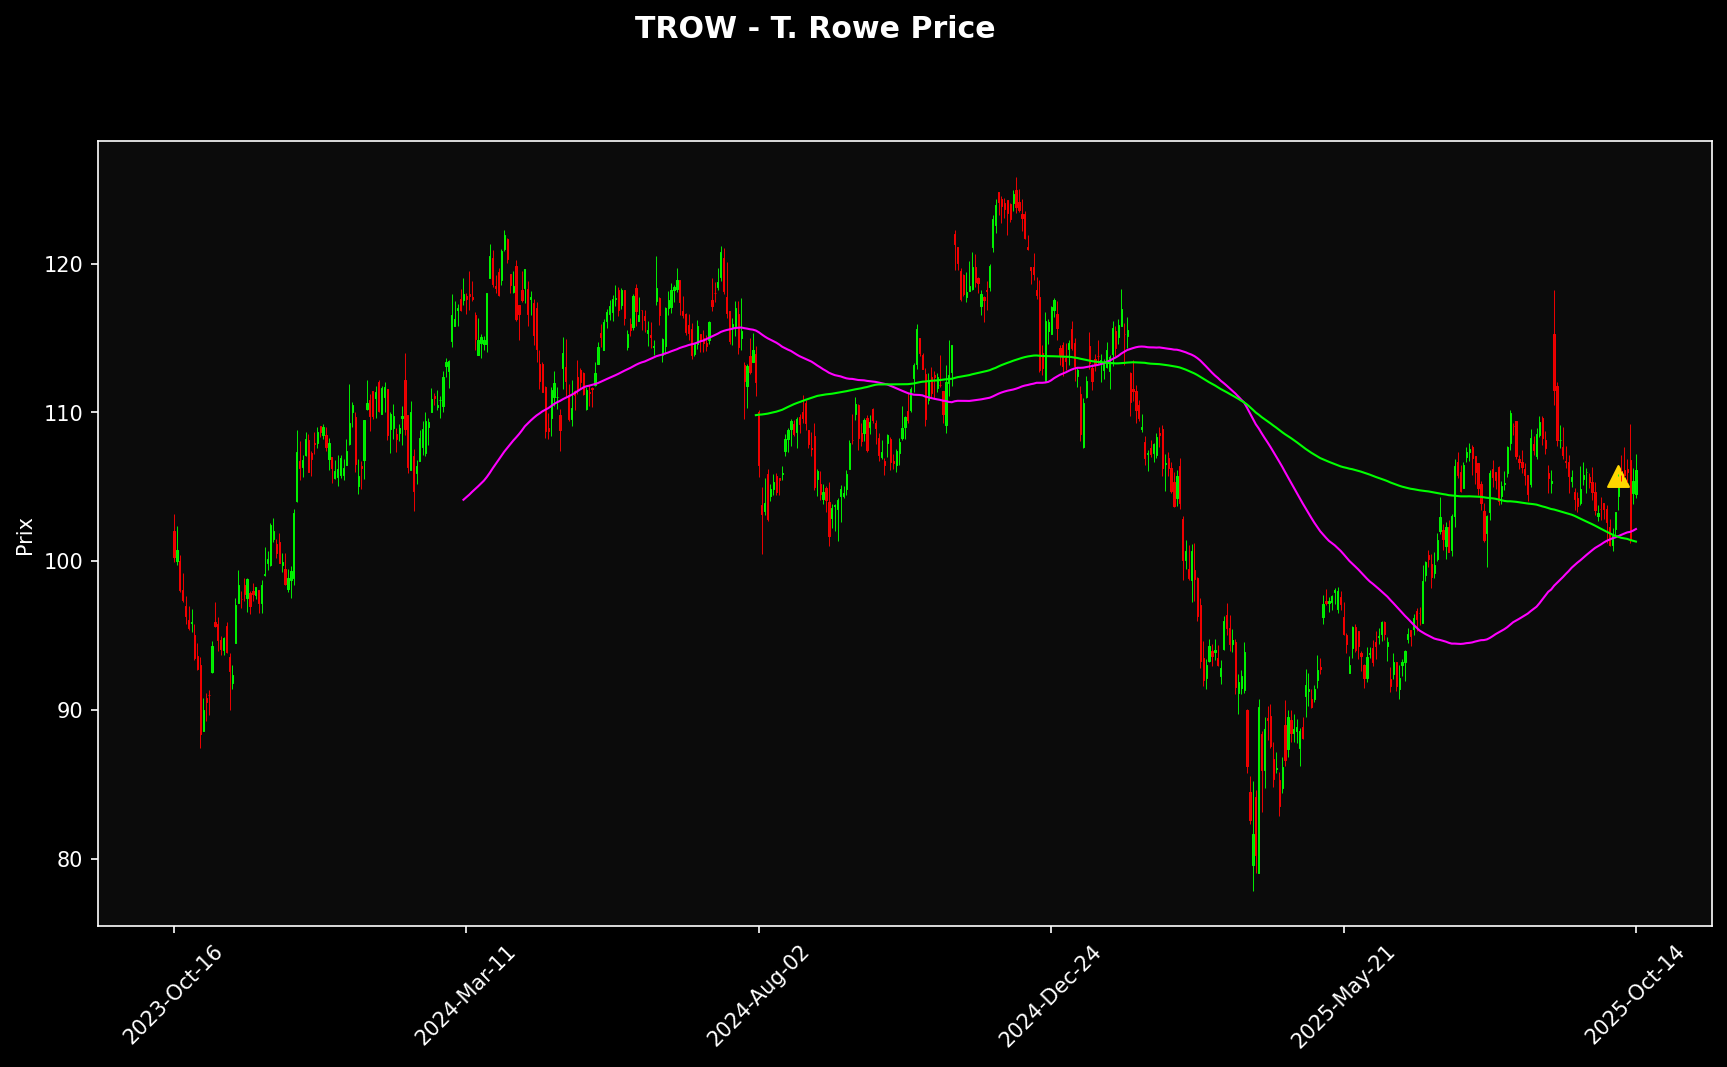 TROW - T. Rowe Price
Prix
120
110
100
90
80
2023-Oct-16
2024-Mar-11
2024-Aug-02
2024-Dec-24
2025-May-21
2025-Oct-14